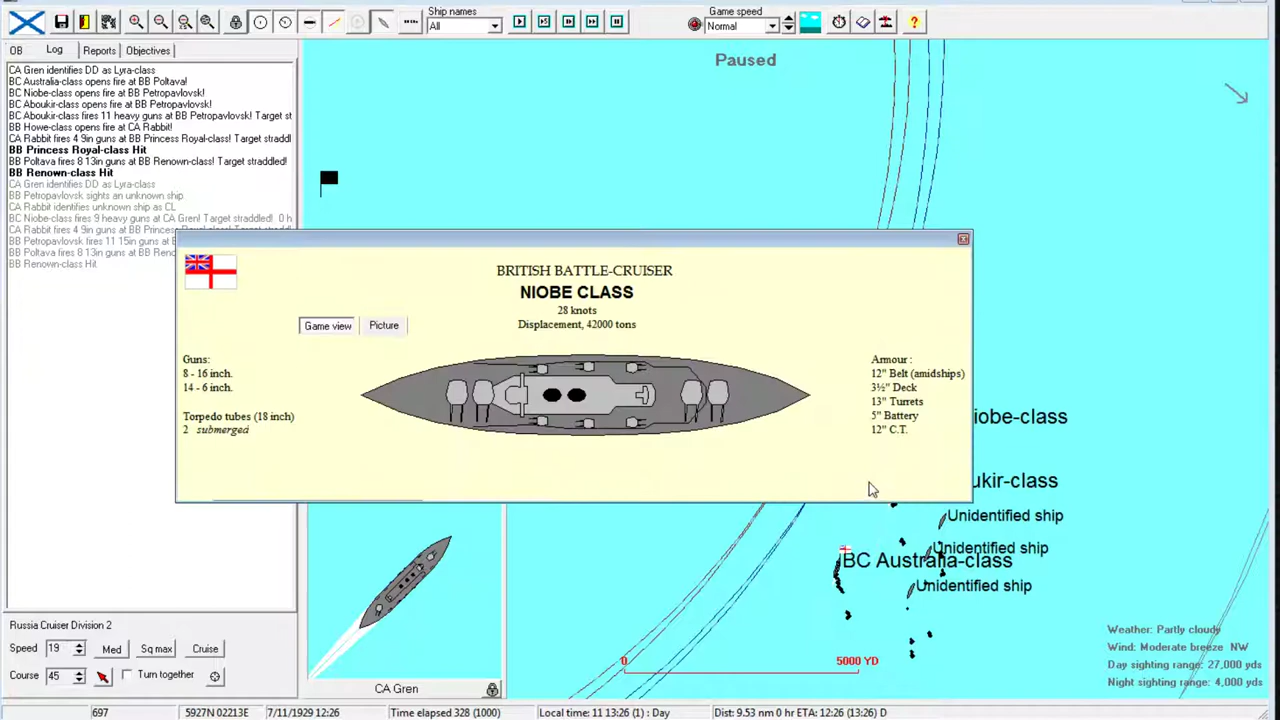 Ship names
All
Game speed
Normal
OB
Log
Reports
Objectives
CA Gren identifies DD as Lyra-class
BC Australia-class opens fire at BB Poltava!
BC Niobe-class opens fire at BB Petropavlovsk!
BC Aboukir-class opens fire at BB Petropavlovsk!
BC Aboukir-class fires 11 heavy guns at BB Petropavlovsk! Target st
BB Howe-class opens fire at CA Rabbit!
CA Rabbit fires 4 9in guns at BB Princess Royal-class! Target straddl
BB Princess Royal-class Hit
BB Poltava fires 8 13in guns at BB Renown-class! Target straddled!
BB Renown-class Hit
CA Gren identifies DD as Lyra-class
BB Petropavlovsk sights an unknown ship
CA Rabbit identifies unknown ship as CL
BC Niobe-class fires 9 heavy guns at CA Gren! Target straddled! 0 h
CA Rabbit fires 4 9in guns at BB Princess Royal-class! Target stradd
BB Petropavlovsk fires 11 15in guns at B
BB Poltava fires 8 13in guns at BB Reno
BB Renown-class Hit
Paused
BRITISH BATTLE-CRUISER
NIOBE CLASS
28 knots
Displacement, 42000 tons
Game view
Picture
Guns:
8 - 16 inch.
14 - 6 inch.
Torpedo tubes (18 inch)
2 submerged
Armour :
12" Belt (amidships)
3½" Deck
13" Turrets
5" Battery
12" C.T.
iobe-class
ukir-class
Unidentified ship
Unidentified ship
BC Australia-class
Unidentified ship
Russia Cruiser Division 2
Speed 19
Med
Sq max
Cruise
Course 45
Turn together
CA Gren
0
5000 YD
Weather: Partly cloudy
Wind: Moderate breeze NW
Day sighting range: 27,000 yds
Night sighting range: 4,000 yds
697
5927N 02213E
7/11/1929 12:26
Time elapsed 328 (1000)
Local time: 11 13:26 (1) : Day
Dist: 9.53 nm 0 hr ETA: 12:26 (13:26) D